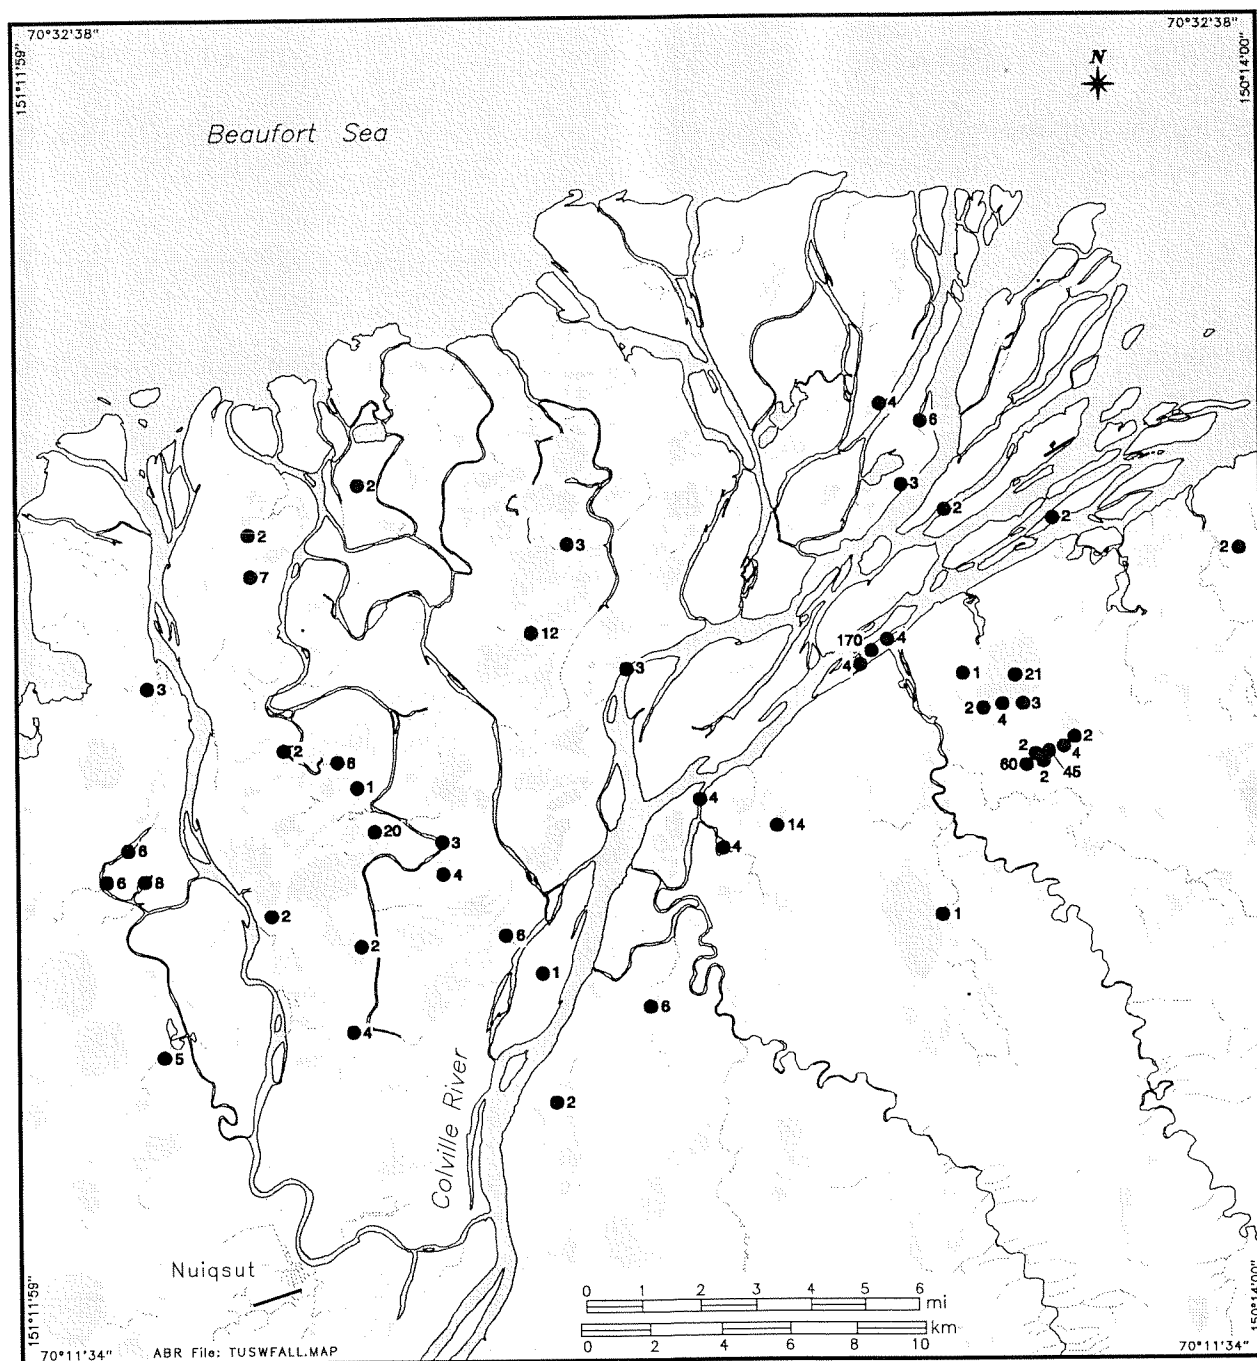 70°32'38" 70°32'38"
151°11'59" 150°14'00"
N
Beaufort Sea
4
6
2 3
2
2
2 3 2
7
12
170 4
3 4
1 21
3
2 4 3
2
2 6 2 4
60 2 45
1
4
20 14
3
4
6
4
6 8
2 1
6
2
1
6
4
5
Colville River
2
Nuiqsut
0 1 2 3 4 5 6
mi
km
0 2 4 6 8 10
151°11'59" 150°14'00"
70°11'34" ABR File: TUSWFALL.MAP 70°11'34"